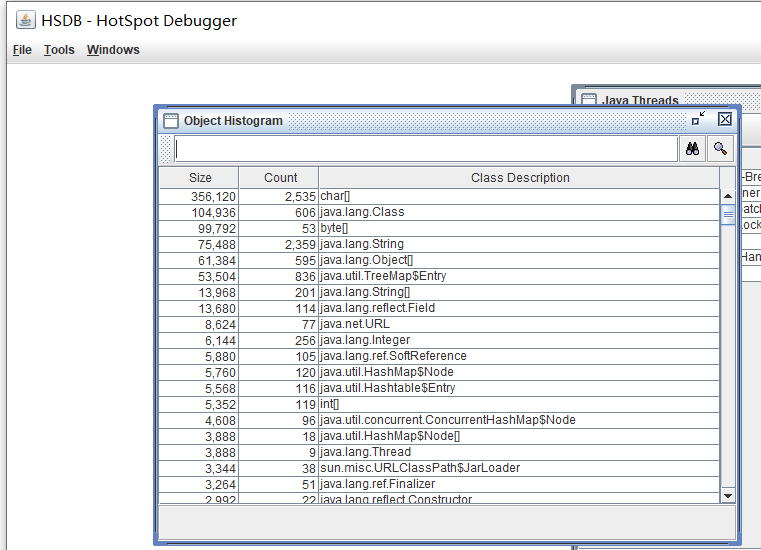 HSDB - HotSpot Debugger
File Tools Windows
Java Threads
Object Histogram
Size Count Class Description
356,120 2,535 char[]
104,936 606 java.lang.Class
99,792 53 byte[]
75,488 2,359 java.lang.String
61,384 595 java.lang.Object[]
53,504 836 java.util.TreeMap$Entry
13,968 201 java.lang.String[]
13,680 114 java.lang.reflect.Field
8,624 77 java.net.URL
6,144 256 java.lang.Integer
5,880 105 java.lang.ref.SoftReference
5,760 120 java.util.HashMap$Node
5,568 116 java.util.Hashtable$Entry
5,352 119 int[]
4,608 96 java.util.concurrent.ConcurrentHashMap$Node
3,888 18 java.util.HashMap$Node[]
3,888 9 java.lang.Thread
3,344 38 sun.misc.URLClassPath$JarLoader
3,264 51 java.lang.ref.Finalizer
2,992 22 java.lang.reflect.Constructor